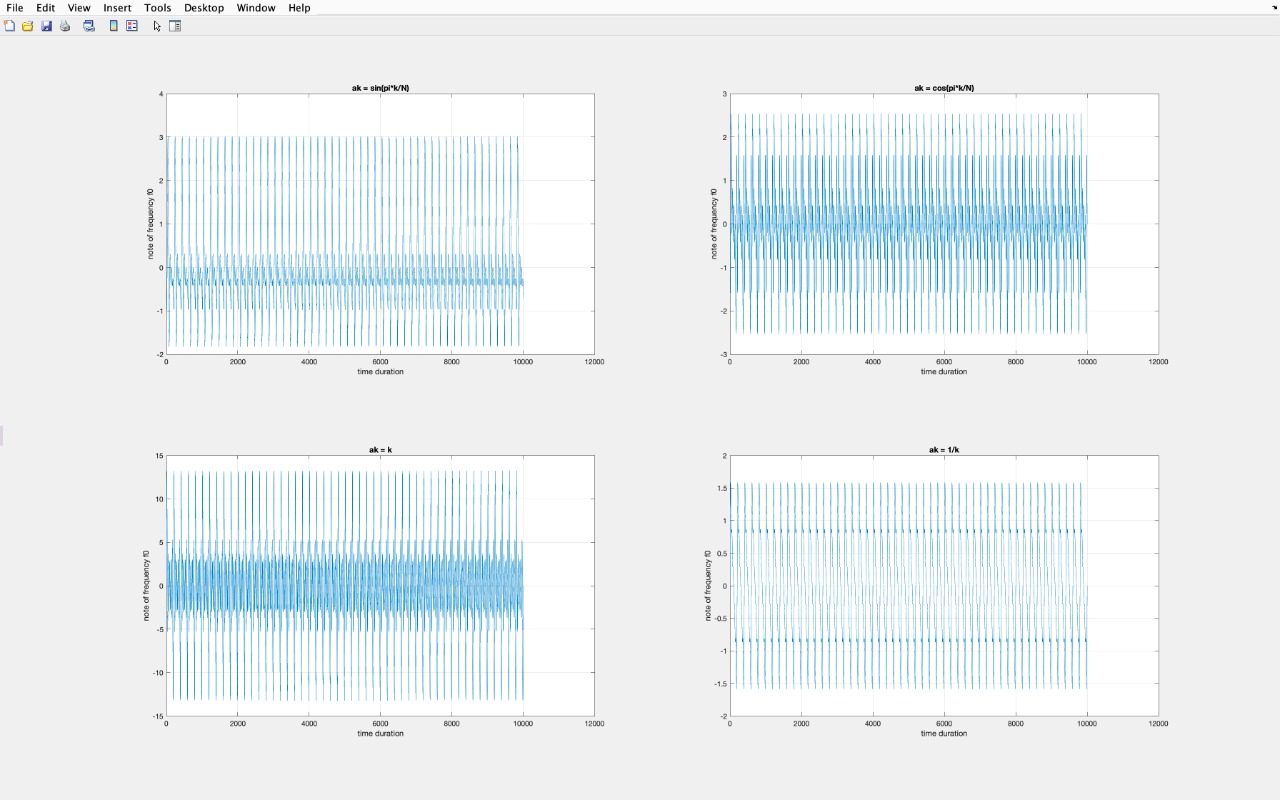 File Edit View Insert Tools Desktop Window Help
ak = sin(pi*k/N)
4
3
2
1
0
-1
-2
note of frequency f0
0 2000 4000 6000 8000 10000 12000
time duration
ak = cos(pi*k/N)
3
2
1
0
-1
-2
-3
note of frequency f0
0 2000 4000 6000 8000 10000 12000
time duration
ak = k
15
10
5
0
-5
-10
-15
note of frequency f0
0 2000 4000 6000 8000 10000 12000
time duration
ak = 1/k
2
1.5
1
0.5
0
-0.5
-1
-1.5
-2
note of frequency f0
0 2000 4000 6000 8000 10000 12000
time duration